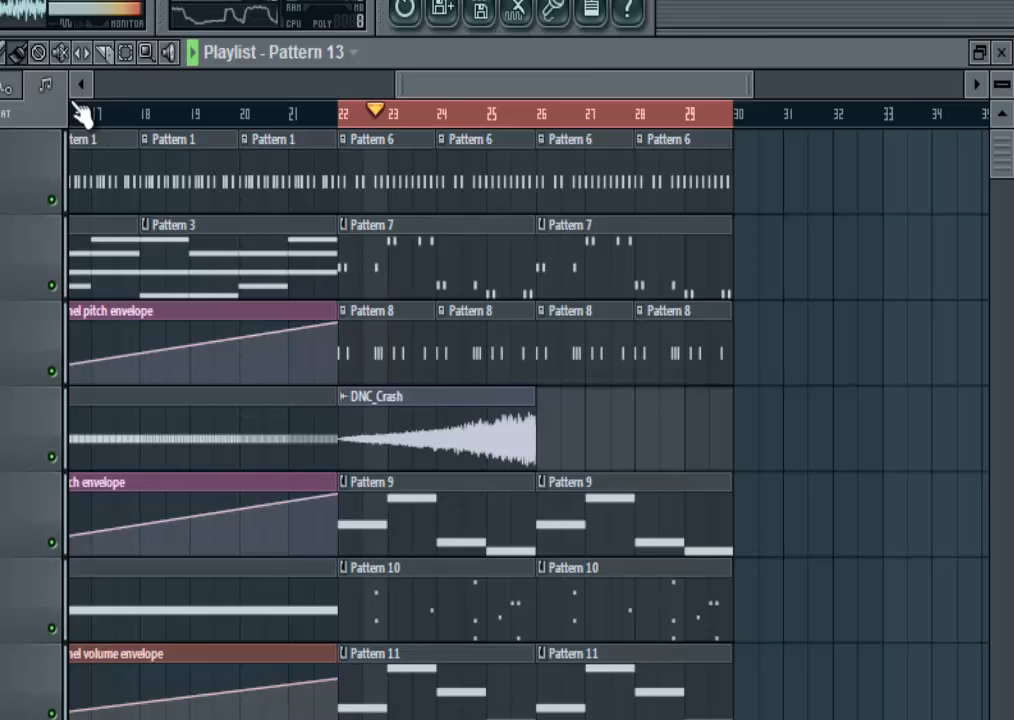 MONITOR
RAM
CPU POLY 8
Playlist - Pattern 13
17 18 19 20 21 22 23 24 25 26 27 28 29 30 31 32 33 34
tern 1 Pattern 1 Pattern 1 Pattern 6 Pattern 6 Pattern 6 Pattern 6
Pattern 3 Pattern 7 Pattern 7
nel pitch envelope Pattern 8 Pattern 8 Pattern 8 Pattern 8
DNC_Crash
ch envelope Pattern 9 Pattern 9
Pattern 10 Pattern 10
nel volume envelope Pattern 11 Pattern 11